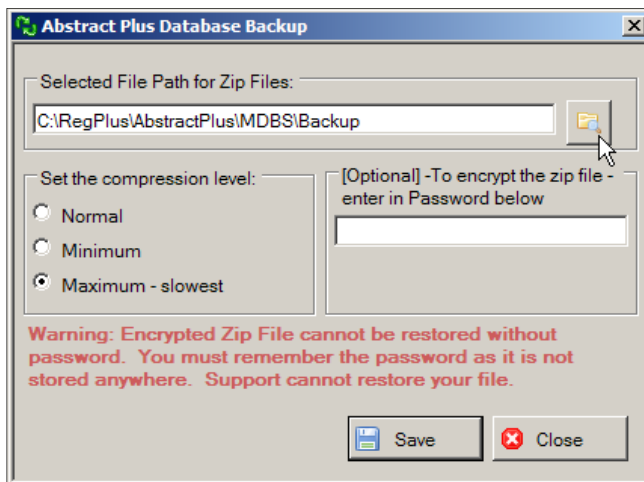 Abstract Plus Database Backup
Selected File Path for Zip Files:
C:\RegPlus\AbstractPlus\MDBS\Backup
Set the compression level:
Normal
Minimum
Maximum - slowest
[Optional] -To encrypt the zip file -
enter in Password below
Warning: Encrypted Zip File cannot be restored without
password.  You must remember the password as it is not
stored anywhere.  Support cannot restore your file.
Save
Close